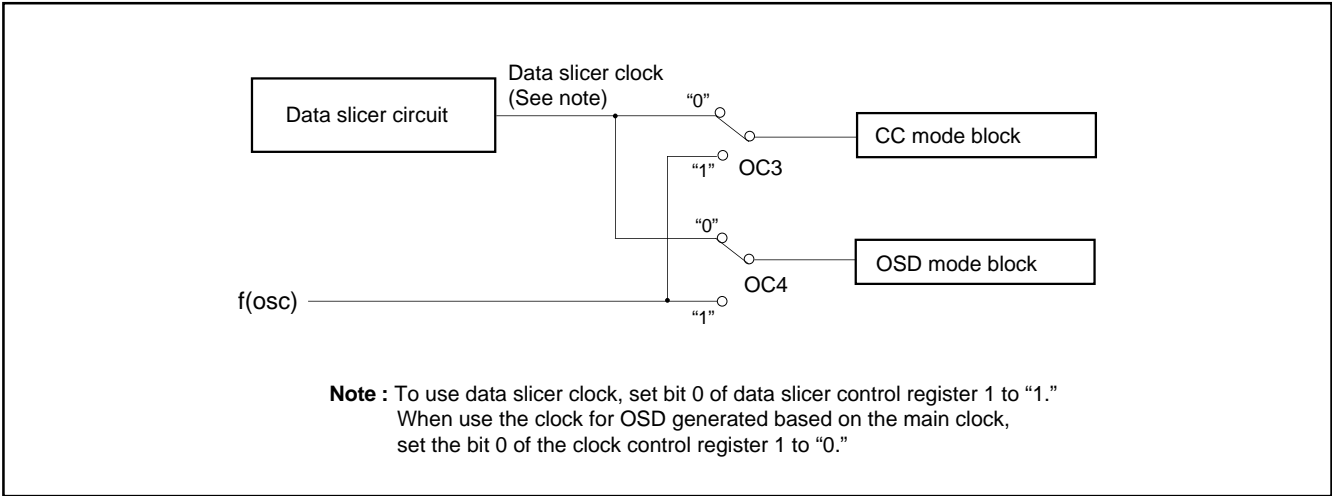 Data slicer clock
(See note)
Data slicer circuit
“0”
CC mode block
“1”
OC3
“0”
OSD mode block
OC4
f(osc)
“1”
Note : To use data slicer clock, set bit 0 of data slicer control register 1 to “1.”
When use the clock for OSD generated based on the main clock,
set the bit 0 of the clock control register 1 to “0.”